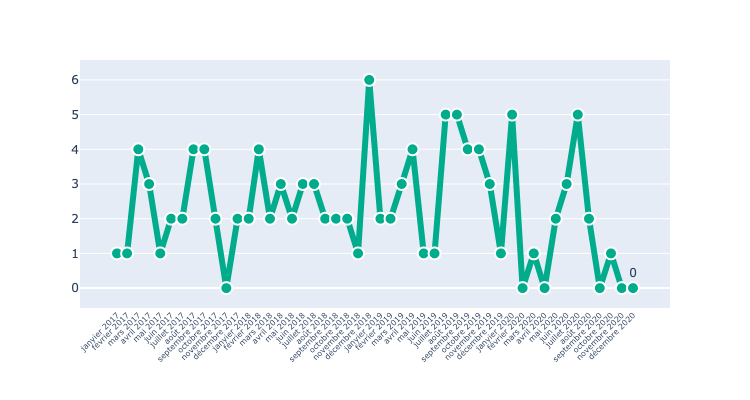 6
5
4
3
2
1
0
0
janvier 2017
février 2017
mars 2017
avril 2017
mai 2017
juin 2017
juillet 2017
août 2017
septembre 2017
octobre 2017
novembre 2017
décembre 2017
janvier 2018
février 2018
mars 2018
avril 2018
mai 2018
juin 2018
juillet 2018
août 2018
septembre 2018
octobre 2018
novembre 2018
décembre 2018
janvier 2019
février 2019
mars 2019
avril 2019
mai 2019
juin 2019
juillet 2019
août 2019
septembre 2019
octobre 2019
novembre 2019
décembre 2019
janvier 2020
février 2020
mars 2020
avril 2020
mai 2020
juin 2020
juillet 2020
août 2020
septembre 2020
octobre 2020
novembre 2020
décembre 2020